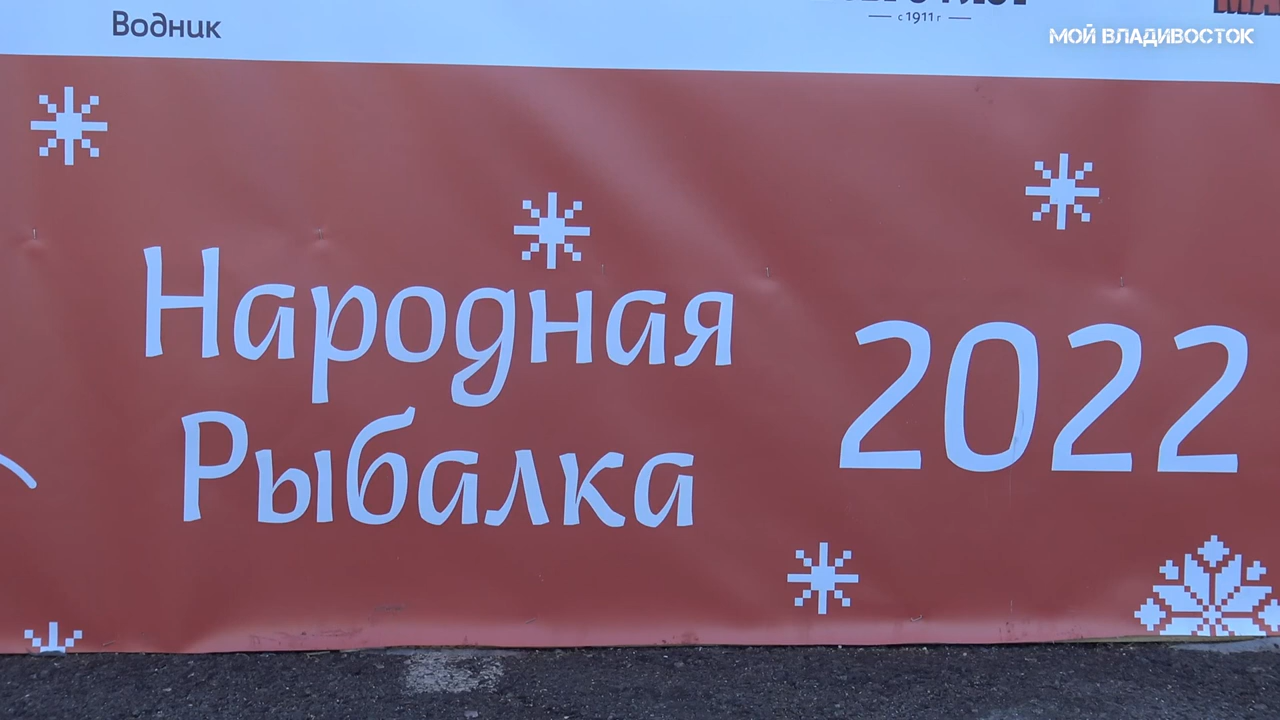 Водник
с 1911 г
МОЙ ВЛАДИВОСТОК
Народная
Рыбалка
2022